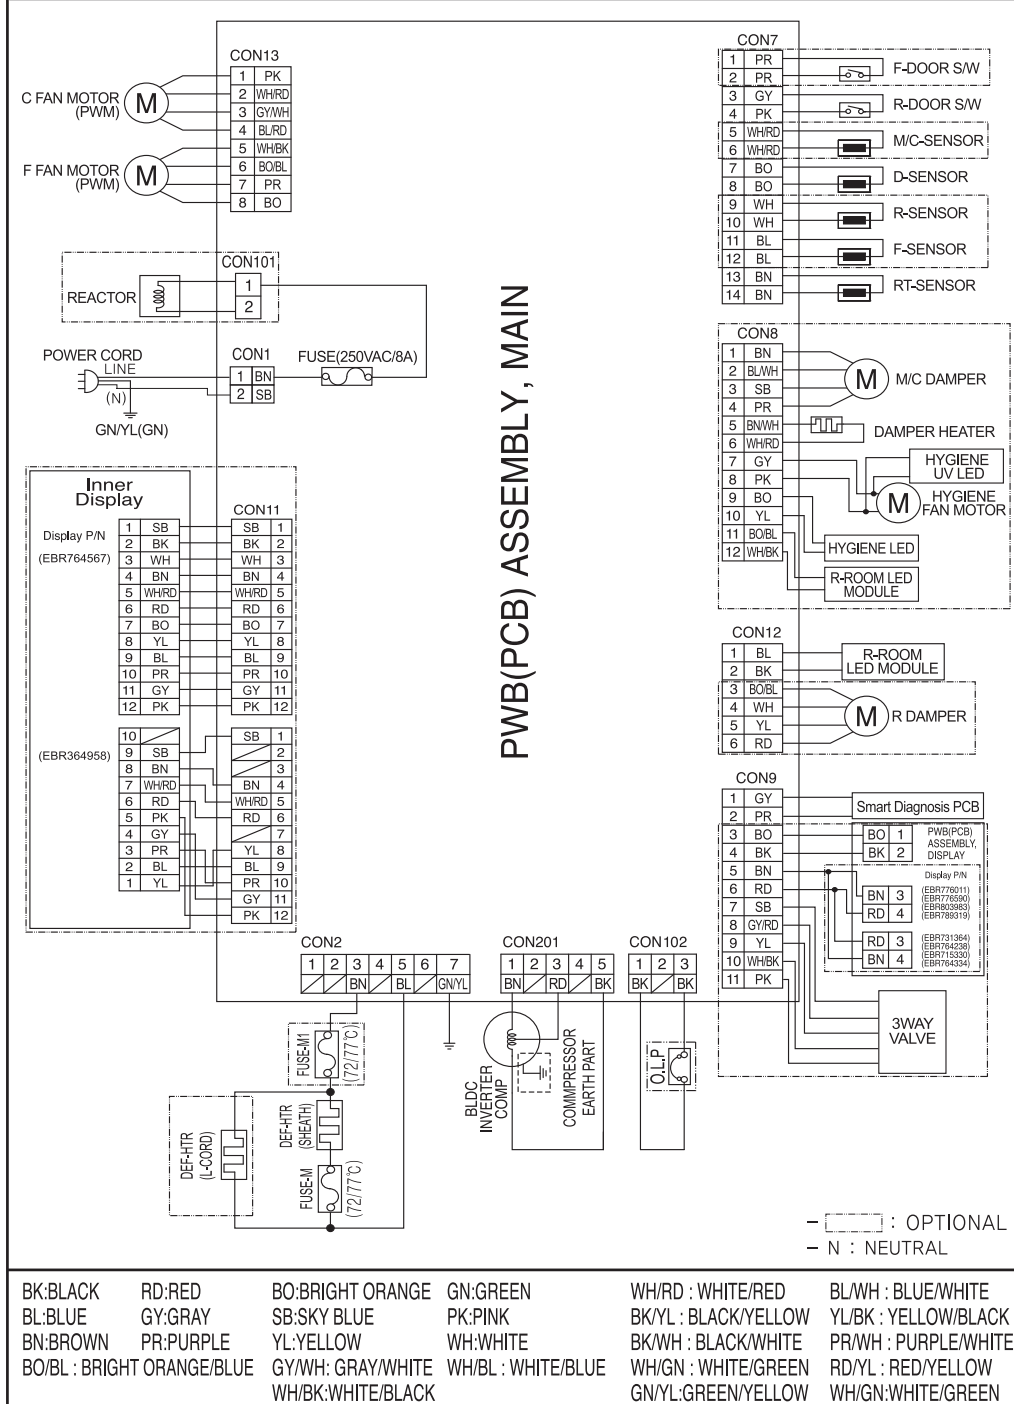 CON13
1 PK
2 WH/RD
3 GY/WH
4 BL/RD
5 WH/BK
6 BO/BL
7 PR
8 BO
C FAN MOTOR
(PWM)
M
F FAN MOTOR
(PWM)
M
CON101
1
2
REACTOR
POWER CORD
LINE
(N)
GN/YL(GN)
CON1
1 BN
2 SB
FUSE(250VAC/8A)
PWB(PCB) ASSEMBLY, MAIN
Inner
Display
Display P/N
(EBR764567)
CON11
1 SB SB 1
2 BK BK 2
3 WH WH 3
4 BN BN 4
5 WH/RD WH/RD 5
6 RD RD 6
7 BO BO 7
8 YL YL 8
9 BL BL 9
10 PR PR 10
11 GY GY 11
12 PK PK 12
(EBR364958)
10 SB 1
9 SB 2
8 BN 3
7 WH/RD BN 4
6 RD WH/RD 5
5 PK RD 6
4 GY 7
3 PR YL 8
2 BL BL 9
1 YL PR 10
GY 11
PK 12
CON7
1 PR
2 PR
3 GY
4 PK
5 WH/RD
6 WH/RD
7 BO
8 BO
9 WH
10 WH
11 BL
12 BL
13 BN
14 BN
F-DOOR S/W
R-DOOR S/W
M/C-SENSOR
D-SENSOR
R-SENSOR
F-SENSOR
RT-SENSOR
CON8
1 BN
2 BL/WH
3 SB
4 PR
5 BN/WH
6 WH/RD
7 GY
8 PK
9 BO
10 YL
11 BO/BL
12 WH/BK
M
M/C DAMPER
DAMPER HEATER
HYGIENE
UV LED
M
HYGIENE
FAN MOTOR
HYGIENE LED
R-ROOM LED
MODULE
CON12
1 BL
2 BK
3 BO/BL
4 WH
5 YL
6 RD
R-ROOM
LED MODULE
M
R DAMPER
CON9
1 GY
2 PR
3 BO
4 BK
5 BN
6 RD
7 SB
8 GY/RD
9 YL
10 WH/BK
11 PK
Smart Diagnosis PCB
BO 1
BK 2
PWB(PCB)
ASSEMBLY,
DISPLAY
Display P/N
BN 3
RD 4
(EBR776011)
(EBR776590)
(EBR803983)
(EBR789319)
RD 3
BN 4
(EBR731364)
(EBR764238)
(EBR715330)
(EBR764334)
3WAY
VALVE
CON2
1 2 3 4 5 6 7
BN BL GN/YL
CON201
1 2 3 4 5
BN RD BK
CON102
1 2 3
BK BK
FUSE-M1
(72/77°C)
DEF-HTR
(L-CORD)
DEF-HTR
(SHEATH)
FUSE-M
(72/77°C)
BLDC
INVERTER
COMP
COMMPRESSOR
EARTH PART
O.L.P
– : OPTIONAL
– N : NEUTRAL
BK:BLACK RD:RED BO:BRIGHT ORANGE GN:GREEN WH/RD : WHITE/RED BL/WH : BLUE/WHITE
BL:BLUE GY:GRAY SB:SKY BLUE PK:PINK BK/YL : BLACK/YELLOW YL/BK : YELLOW/BLACK
BN:BROWN PR:PURPLE YL:YELLOW WH:WHITE BK/WH : BLACK/WHITE PR/WH : PURPLE/WHITE
BO/BL : BRIGHT ORANGE/BLUE GY/WH: GRAY/WHITE WH/BL : WHITE/BLUE WH/GN : WHITE/GREEN RD/YL : RED/YELLOW
WH/BK:WHITE/BLACK GN/YL:GREEN/YELLOW WH/GN:WHITE/GREEN